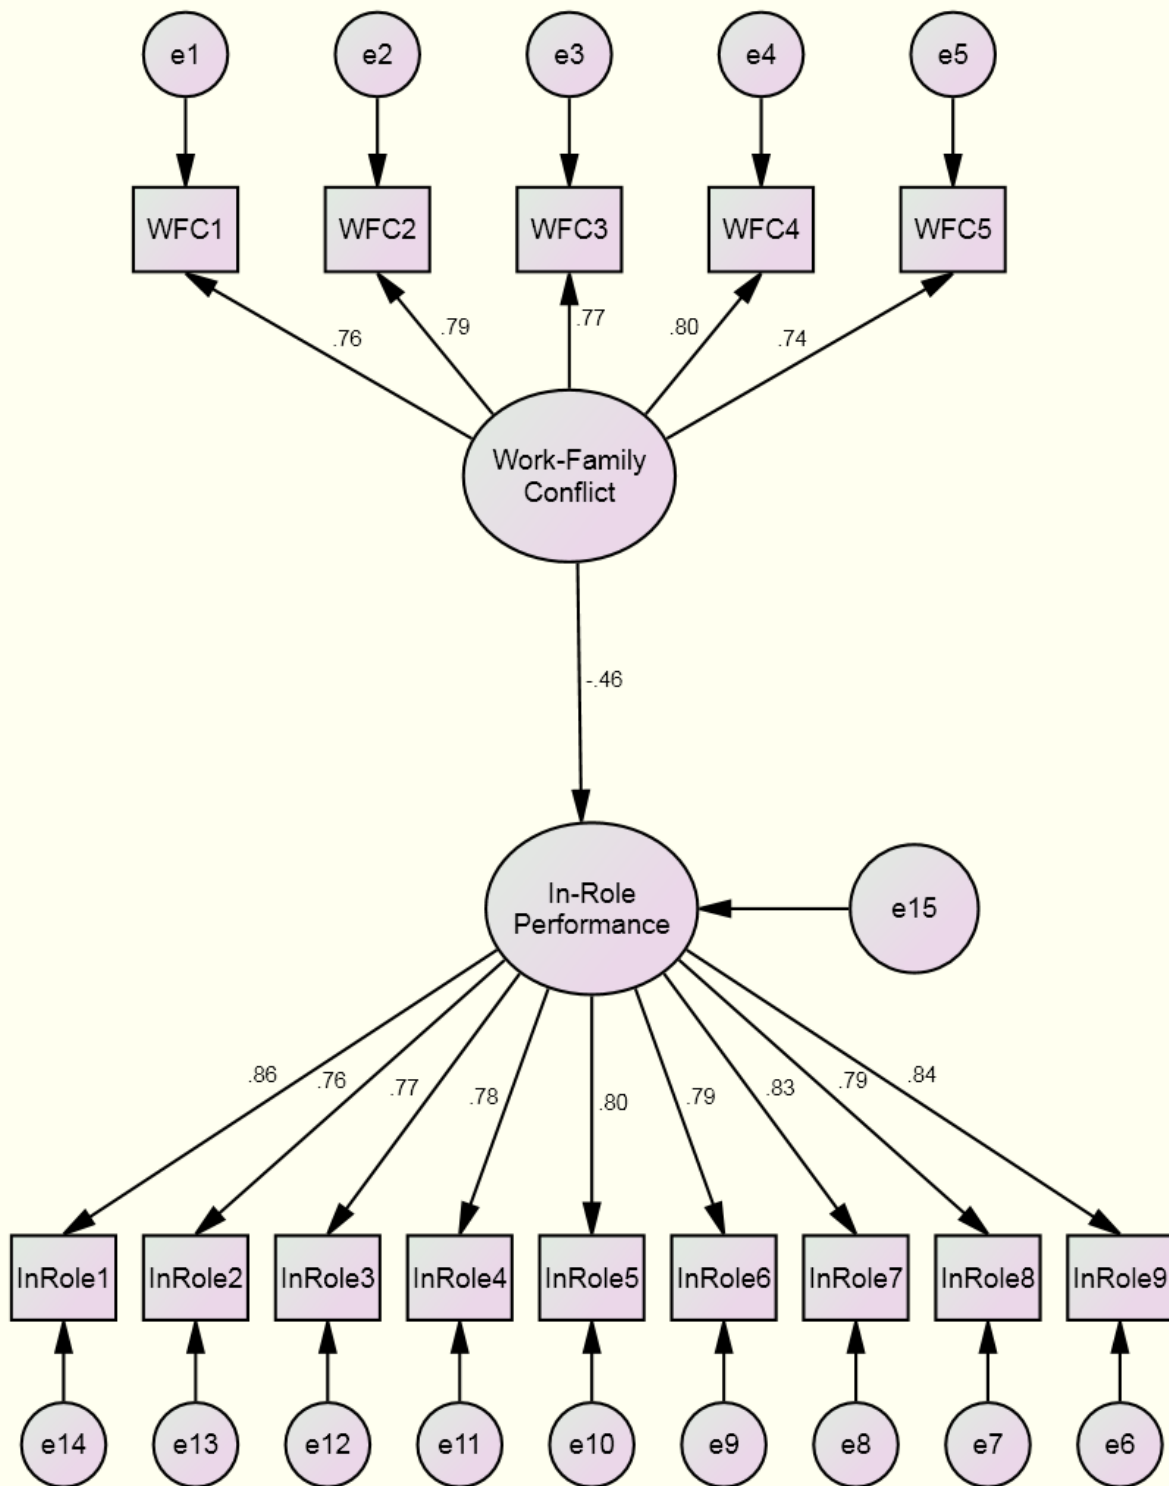 e1 e2 e3 e4 e5
WFC1 WFC2 WFC3 WFC4 WFC5
.76 .79 .77 .80 .74
Work-Family
Conflict
-.46
In-Role
Performance
e15
.86 .76 .77 .78 .80 .79 .83 .79 .84
InRole1 InRole2 InRole3 InRole4 InRole5 InRole6 InRole7 InRole8 InRole9
e14 e13 e12 e11 e10 e9 e8 e7 e6